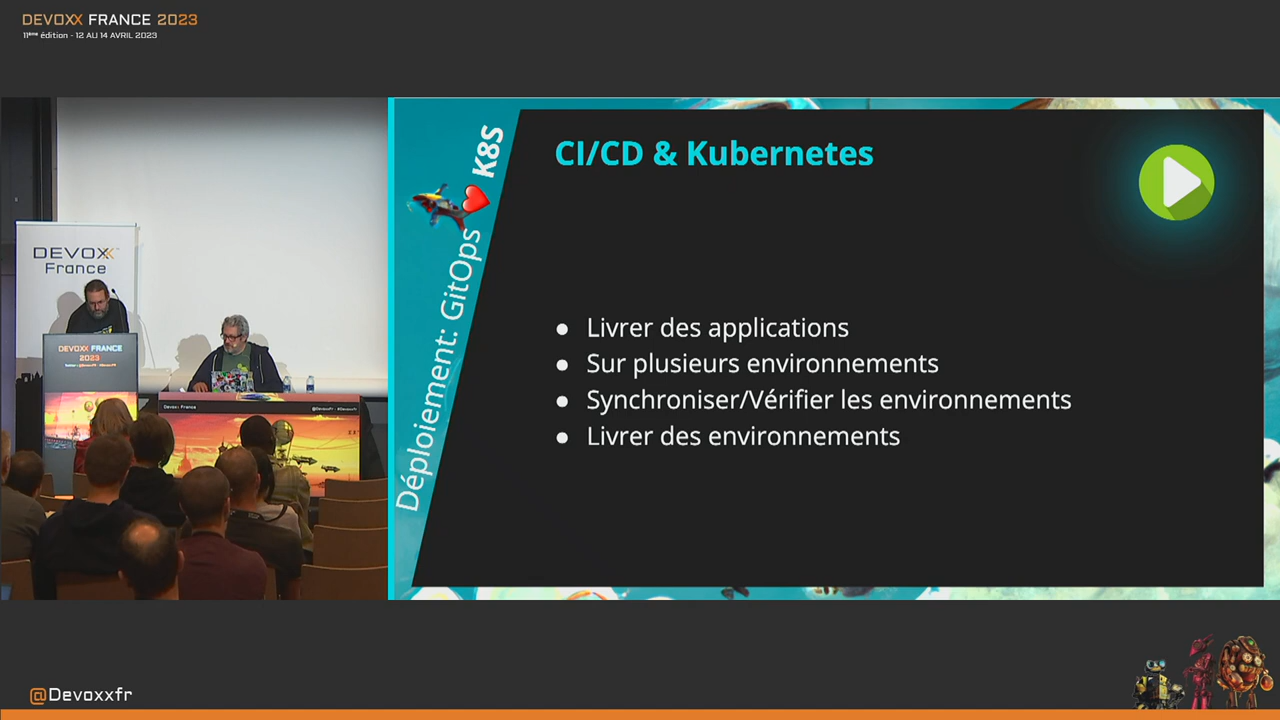 DEVOXX FRANCE 2023
11ème édition - 12 AU 14 AVRIL 2023
DEVOXX
France
DEVOXX FRANCE
2023
Devoxx France
Déploiement: GitOps ❤️ K8S
CI/CD & Kubernetes
● Livrer des applications
● Sur plusieurs environnements
● Synchroniser/Vérifier les environnements
● Livrer des environnements
@Devoxxfr